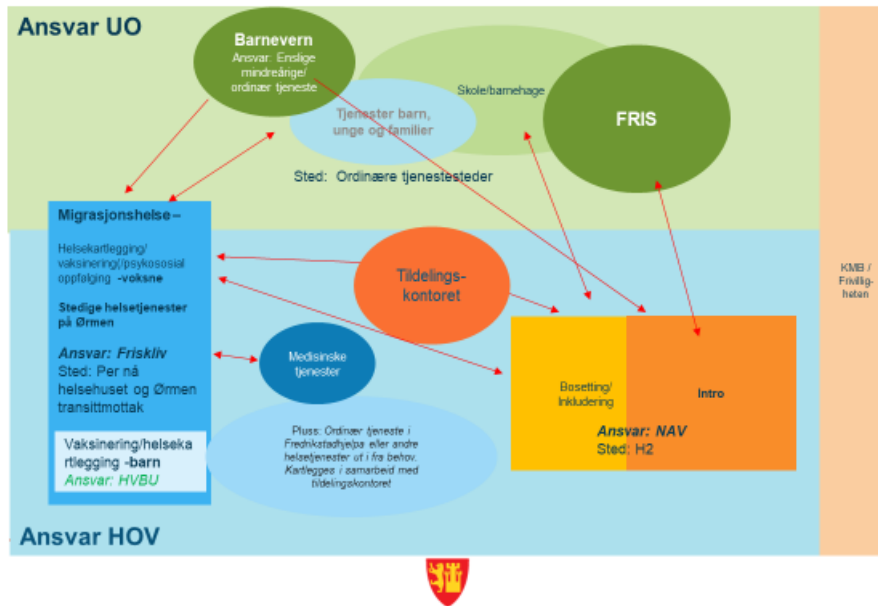 Ansvar UO
Barnevern
Ansvar: Enslige
mindreårige/
ordinær tjeneste
Skole/barnehage
Tjenester barn,
unge og familier
FRIS
Sted: Ordinære tjenestesteder
Migrasjonshelse –
Helsekartlegging/
vaksinering(/psykososial
oppfølging -voksne
Stedige helsetjenester
på Ørmen
Ansvar: Friskliv
Sted: Per nå
helsehuset og Ørmen
transittmottak
Vaksinering/helseka
rtlegging -barn
Ansvar: HVBU
Tildelings-
kontoret
Medisinske
tjenester
Pluss: Ordinær tjeneste i
Fredrikstadhjelpa eller andre
helsetjenester ut i fra behov.
Kartlegges i samarbeid med
tildelingskontoret
Bosetting/
Inkludering
Intro
Ansvar: NAV
Sted: H2
KMB /
Frivillig-
heten
Ansvar HOV